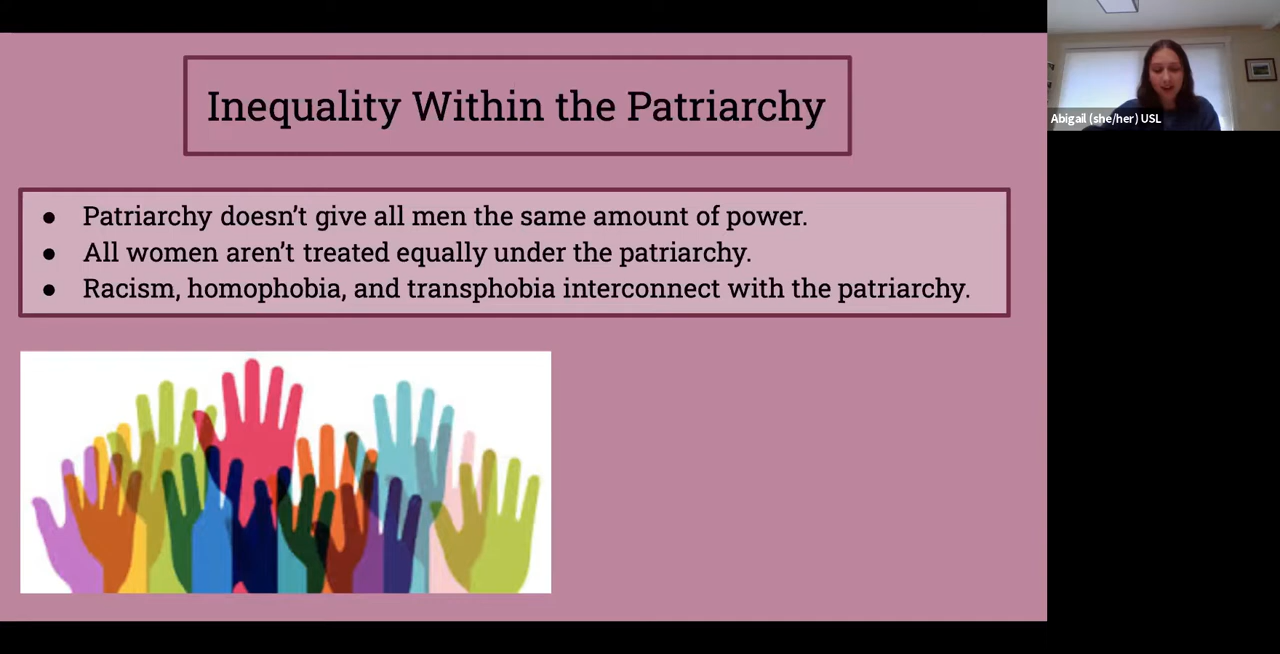 Inequality Within the Patriarchy
● Patriarchy doesn't give all men the same amount of power.
● All women aren't treated equally under the patriarchy.
● Racism, homophobia, and transphobia interconnect with the patriarchy.
Abigail (she/her) USL